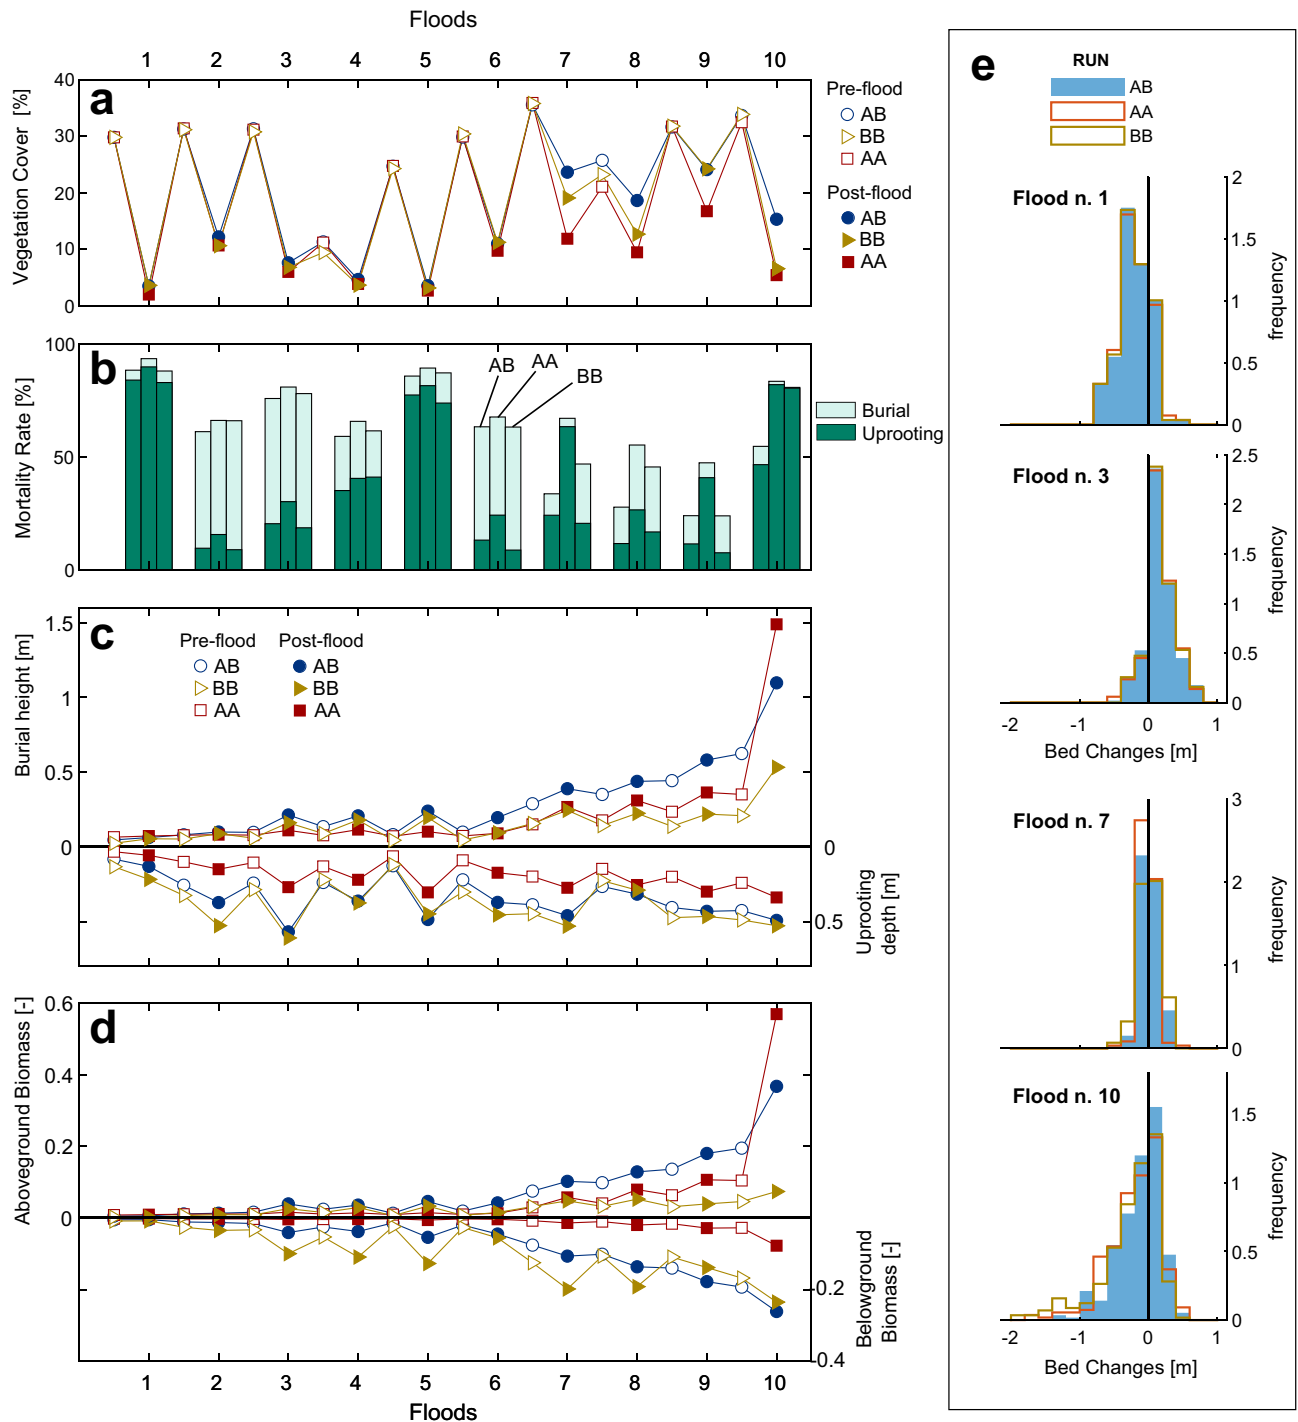 Floods
1 2 3 4 5 6 7 8 9 10
a
Vegetation Cover [%]
40
30
20
10
0
Pre-flood
AB
BB
AA
Post-flood
AB
BB
AA
b
Mortality Rate [%]
100
50
0
AB AA BB
Burial
Uprooting
c
Burial height [m]
1.5
1
0.5
0
Pre-flood Post-flood
AB AB
BB BB
AA AA
0
0.5
Uprooting
depth [m]
d
Aboveground Biomass [-]
0.6
0.4
0.2
0
-0.2
-0.4
Belowground
Biomass [-]
1 2 3 4 5 6 7 8 9 10
Floods
e
RUN
AB
AA
BB
Flood n. 1
2
1.5
1
0.5
0
frequency
Flood n. 3
2.5
2
1.5
1
0.5
0
frequency
-2 -1 0 1
Bed Changes [m]
Flood n. 7
3
2
1
0
frequency
Flood n. 10
1.5
1
0.5
0
frequency
-2 -1 0 1
Bed Changes [m]